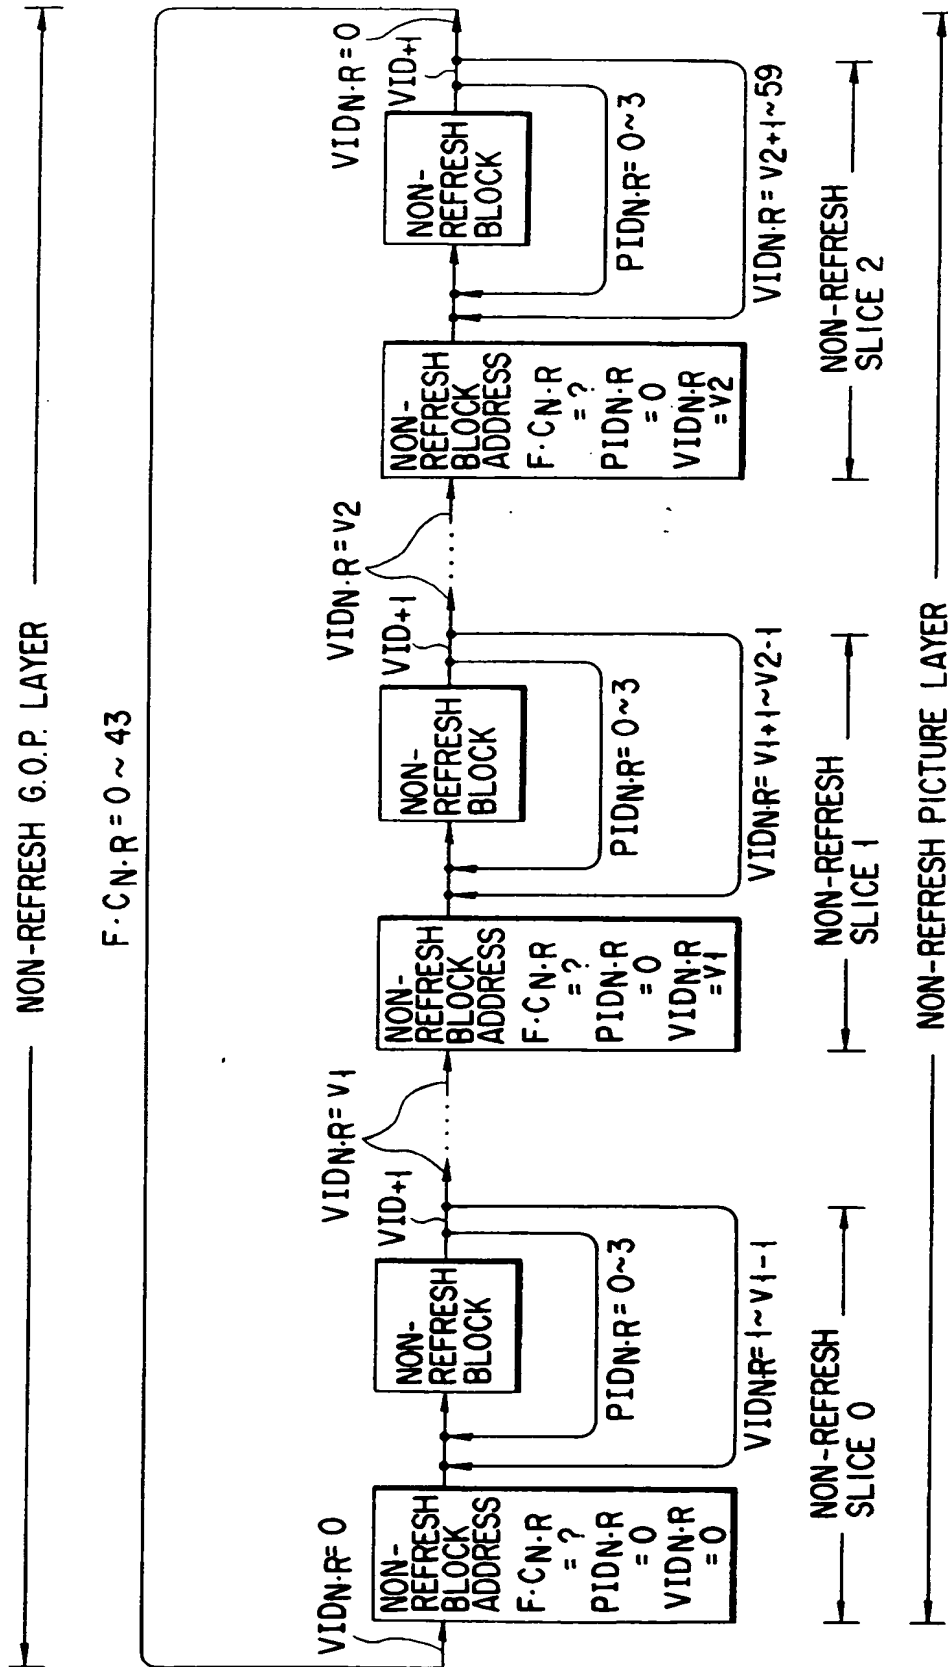 NON-REFRESH G.O.P. LAYER
F·CN·R=0~43
VIDN·R=0
NON-
REFRESH
BLOCK
ADDRESS
F·CN·R
=?
PIDN·R
=0
VIDN·R
=0
NON-
REFRESH
BLOCK
VID+1
PIDN·R=0~3
VIDN·R=1~V1-1
NON-REFRESH
SLICE 0
VIDN·R=V1
NON-
REFRESH
BLOCK
ADDRESS
F·CN·R
=?
PIDN·R
=0
VIDN·R
=V1
NON-
REFRESH
BLOCK
VID+1
PIDN·R=0~3
VIDN·R=V1+1~V2-1
NON-REFRESH
SLICE 1
VIDN·R=V2
NON-
REFRESH
BLOCK
ADDRESS
F·CN·R
=?
PIDN·R
=0
VIDN·R
=V2
NON-
REFRESH
BLOCK
VID+1
VIDN·R=0
PIDN·R=0~3
VIDN·R=V2+1~59
NON-REFRESH
SLICE 2
NON-REFRESH PICTURE LAYER